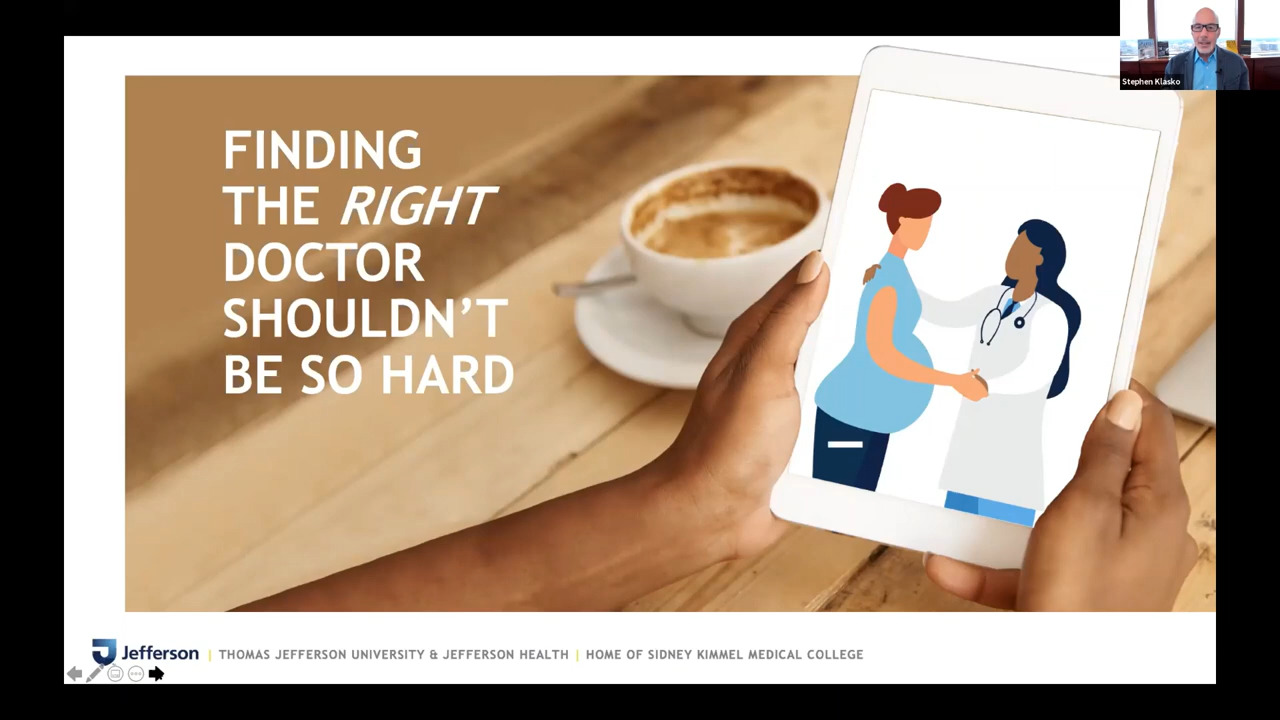 Stephen Klasko
FINDING
THE RIGHT
DOCTOR
SHOULDN'T
BE SO HARD
Jefferson | THOMAS JEFFERSON UNIVERSITY & JEFFERSON HEALTH | HOME OF SIDNEY KIMMEL MEDICAL COLLEGE